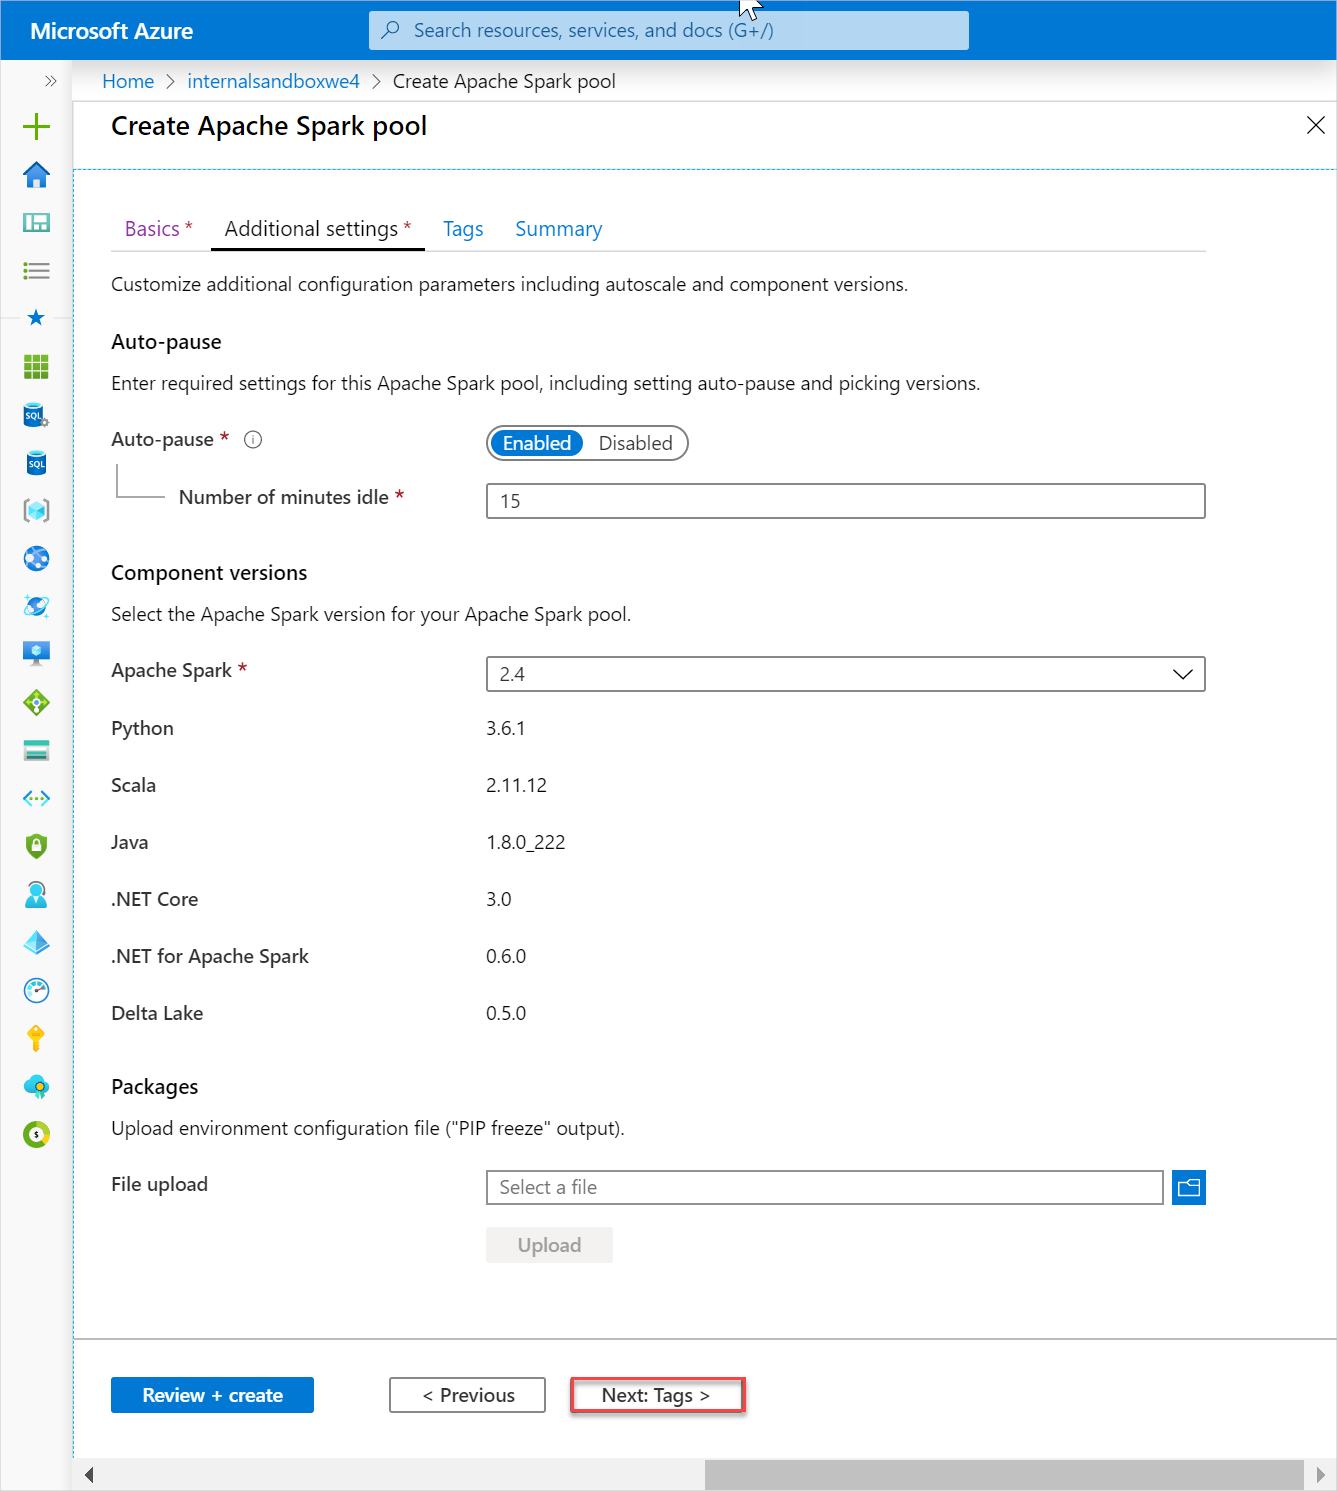 Microsoft Azure
Search resources, services, and docs (G+/)
Home > internalsandboxwe4 > Create Apache Spark pool
Create Apache Spark pool
Basics * Additional settings * Tags Summary
Customize additional configuration parameters including autoscale and component versions.
Auto-pause
Enter required settings for this Apache Spark pool, including setting auto-pause and picking versions.
Auto-pause * Enabled Disabled
Number of minutes idle * 15
Component versions
Select the Apache Spark version for your Apache Spark pool.
Apache Spark * 2.4
Python 3.6.1
Scala 2.11.12
Java 1.8.0_222
.NET Core 3.0
.NET for Apache Spark 0.6.0
Delta Lake 0.5.0
Packages
Upload environment configuration file ("PIP freeze" output).
File upload Select a file
Upload
Review + create < Previous Next: Tags >